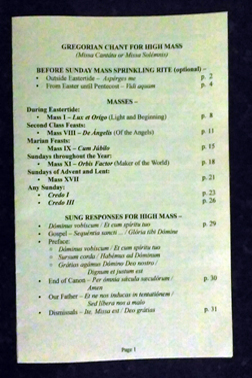 GREGORIAN CHANT FOR HIGH MASS
(Missa Cantáta or Missa Solémnis)
BEFORE SUNDAY MASS SPRINKLING RITE (optional) –
• Outside Eastertide – Aspérges me p. 2
• From Easter until Pentecost – Vidi aquam p. 4
MASSES –
During Eastertide:
• Mass I – Lux et Orígo (Light and Beginning) p. 8
Second Class Feasts:
• Mass VIII – De Ángelis (Of the Angels) p. 11
Marian Feasts:
• Mass IX – Cum Júbilo p. 15
Sundays throughout the Year:
• Mass XI – Orbis Factor (Maker of the World) p. 18
Sundays of Advent and Lent:
• Mass XVII p. 21
Any Sunday:
• Credo I p. 23
• Credo III p. 26
SUNG RESPONSES FOR HIGH MASS –
• Dóminus vobíscum / Et cum spíritu tuo p. 29
• Gospel – Sequéntia sancti ... / Glória tibi Dómine
• Preface:
○ Dóminus vobíscum / Et cum spíritu tuo
○ Sursum corda / Habémus ad Dóminum
○ Grátias agámus Dómino Deo nostro /
Dignum et justum est
• End of Canon – Per ómnia sǽcula sæculórum / p. 30
Amen
• Our Father – Et ne nos indúcas in tentatiónem /
Sed líbera nos a malo
• Dismissals – Ite. Missa est / Deo grátias p. 31
Page 1